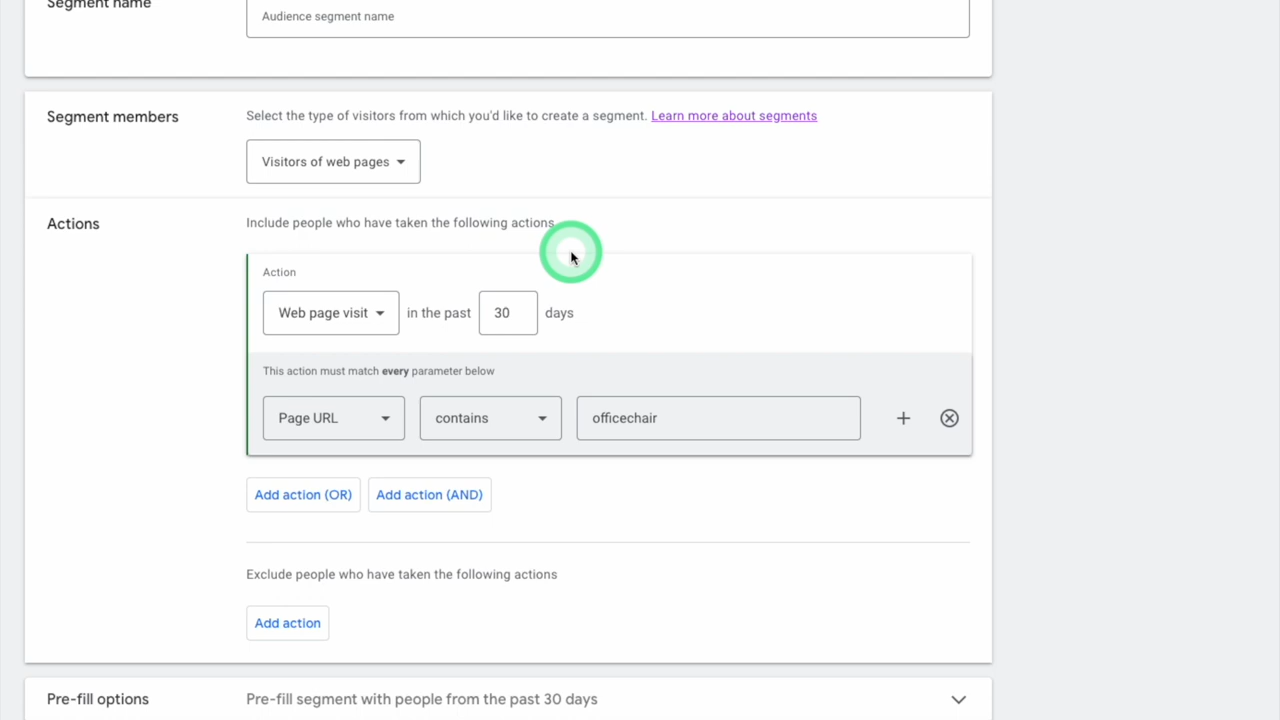 Segment name
Audience segment name
Segment members
Select the type of visitors from which you'd like to create a segment. Learn more about segments
Visitors of web pages
Actions
Include people who have taken the following actions
Action
Web page visit in the past 30 days
This action must match every parameter below
Page URL contains officechair
Add action (OR) Add action (AND)
Exclude people who have taken the following actions
Add action
Pre-fill options Pre-fill segment with people from the past 30 days